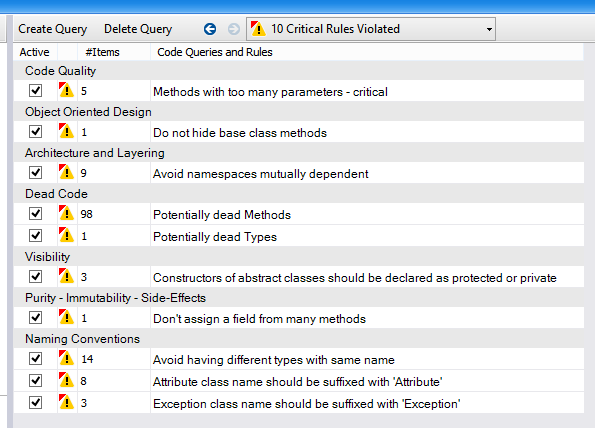 Create Query Delete Query 10 Critical Rules Violated
Active #Items Code Queries and Rules
Code Quality
5 Methods with too many parameters - critical
Object Oriented Design
1 Do not hide base class methods
Architecture and Layering
9 Avoid namespaces mutually dependent
Dead Code
98 Potentially dead Methods
1 Potentially dead Types
Visibility
3 Constructors of abstract classes should be declared as protected or private
Purity - Immutability - Side-Effects
1 Don't assign a field from many methods
Naming Conventions
14 Avoid having different types with same name
8 Attribute class name should be suffixed with 'Attribute'
3 Exception class name should be suffixed with 'Exception'